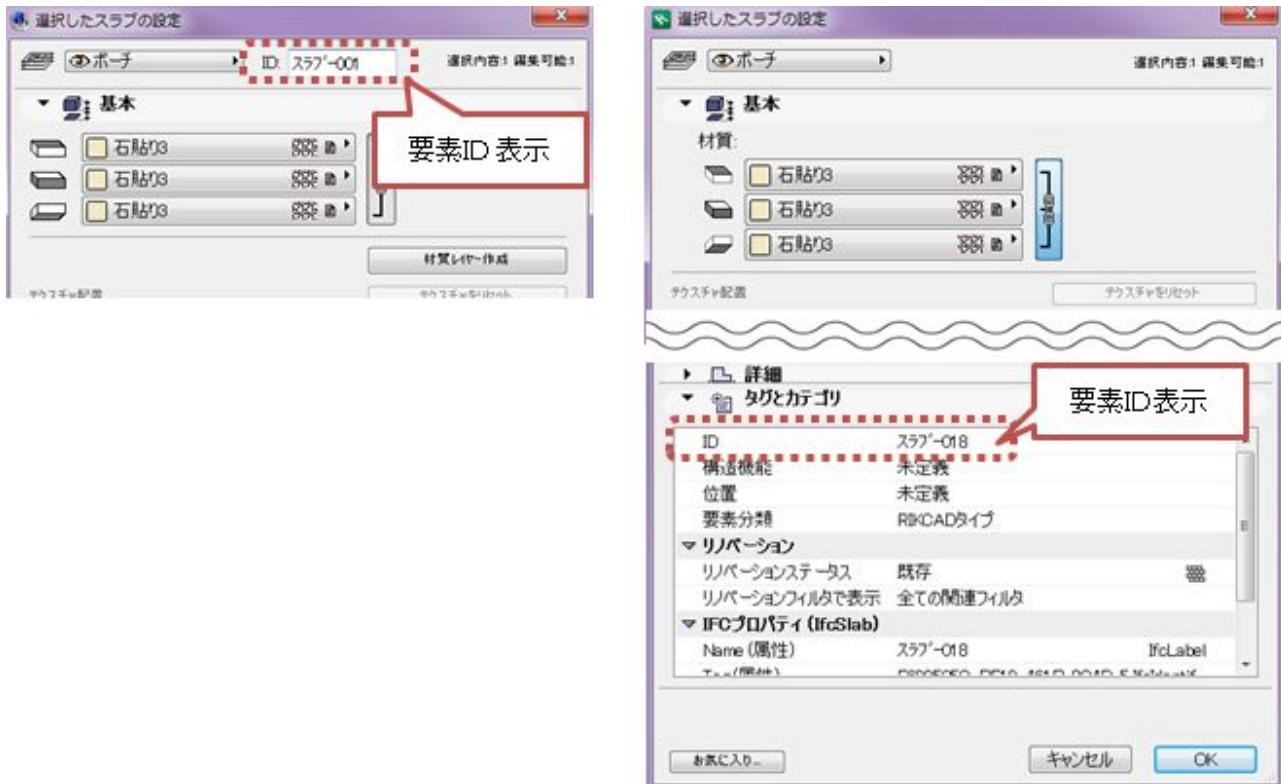 選択したスラブの設定
ポーチ
ID: スラブ-001
選択内容:1 編集可能:1
基本
要素ID 表示
石貼り3
石貼り3
石貼り3
材質レイヤー作成
テクスチャ配置
テクスチャをリセット
選択したスラブの設定
ポーチ
選択内容:1 編集可能:1
基本
材質:
石貼り3
石貼り3
石貼り3
テクスチャ配置
テクスチャをリセット
詳細
タグとカテゴリ
要素ID表示
ID スラブ-018
構造機能 未定義
位置 未定義
要素分類 RIKCADタイプ
リノベーション
リノベーションステータス 既存
リノベーションフィルタで表示 全ての関連フィルタ
IFCプロパティ (IfcSlab)
Name (属性) スラブ-018 IfcLabel
お気に入り...
キャンセル
OK